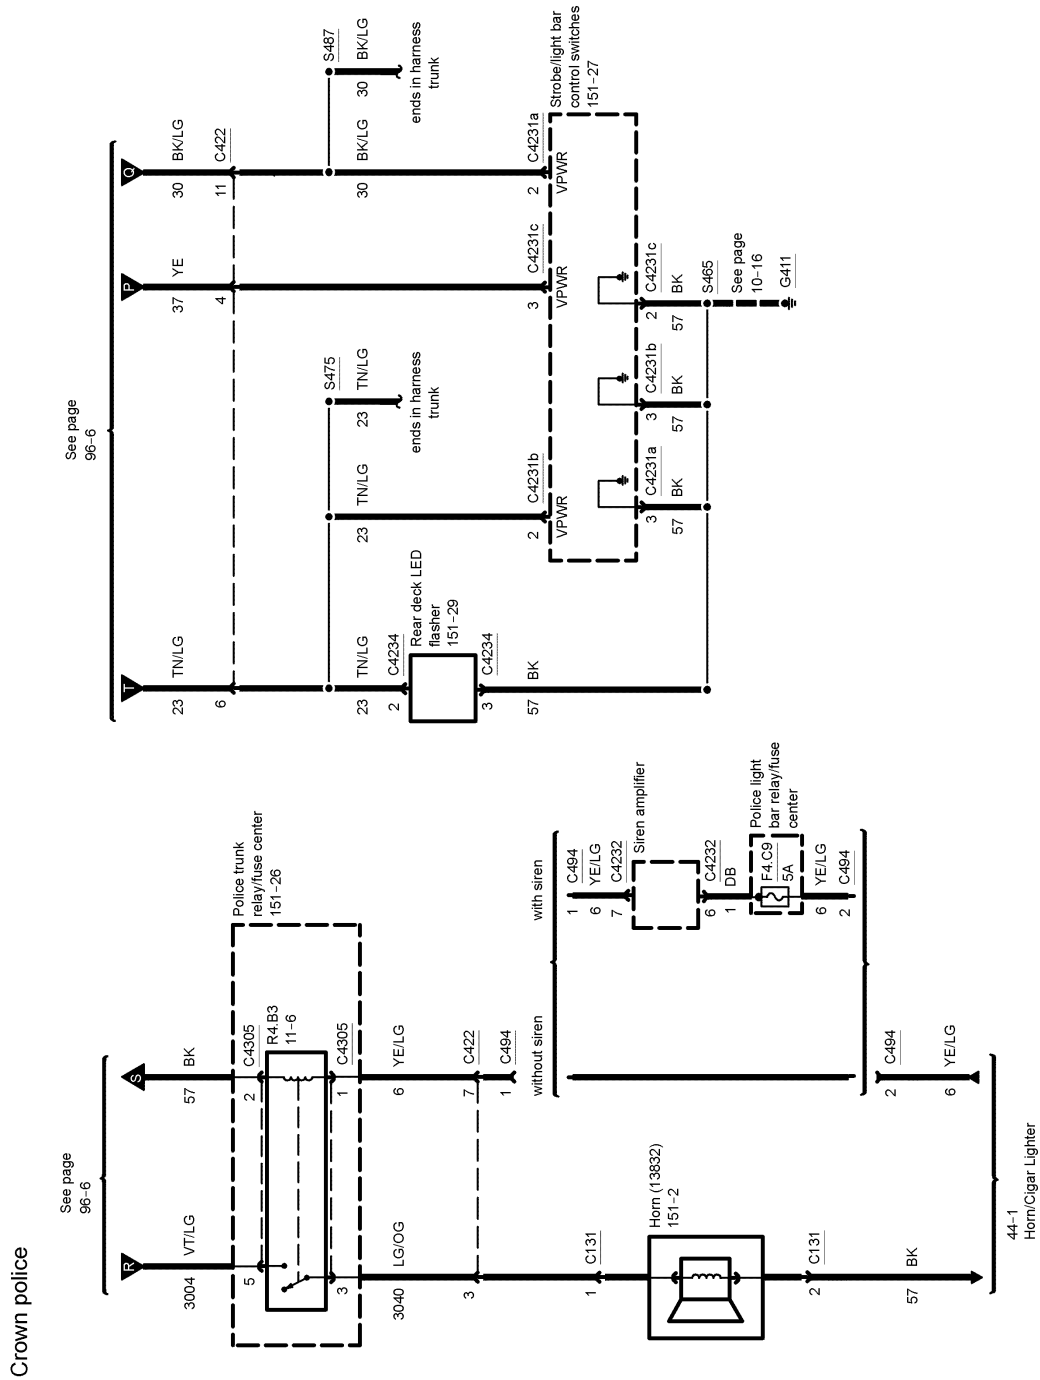 Crown police
See page
96-6
R
3004
VT/LG
S
57
BK
Police trunk
relay/fuse center
151-26
5
2
C4305
R4.B3
11-6
3
1
C4305
3040
LG/OG
6
YE/LG
3
7
C422
1
C494
1
C131
Horn (13832)
151-2
2
C131
57
BK
without siren
with siren
1
C494
6
YE/LG
7
C4232
Siren amplifier
6
C4232
1
DB
Police light
bar relay/fuse
center
F4.C9
5A
6
YE/LG
2
C494
2
C494
6
YE/LG
44-1
Horn/Cigar Lighter
See page
96-6
T
23
TN/LG
P
37
YE
Q
30
BK/LG
6
4
11
C422
S475
S487
23
TN/LG
23
TN/LG
23
TN/LG
30
BK/LG
30
BK/LG
ends in harness
trunk
ends in harness
trunk
2
C4234
Rear deck LED
flasher
151-29
3
C4234
57
BK
2
C4231b
3
C4231c
2
C4231a
VPWR
VPWR
VPWR
Strobe/light bar
control switches
151-27
3
C4231a
3
C4231b
2
C4231c
57
BK
57
BK
57
BK
S465
See page
10-16
G411